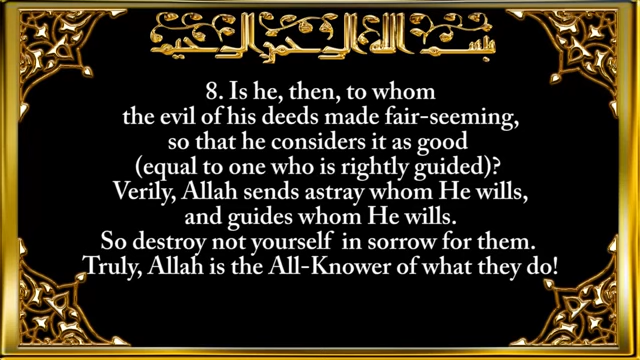 بسم الله الرحمن الرحيم
8. Is he, then, to whom
the evil of his deeds made fair-seeming,
so that he considers it as good
(equal to one who is rightly guided)?
Verily, Allah sends astray whom He wills,
and guides whom He wills.
So destroy not yourself in sorrow for them.
Truly, Allah is the All-Knower of what they do!